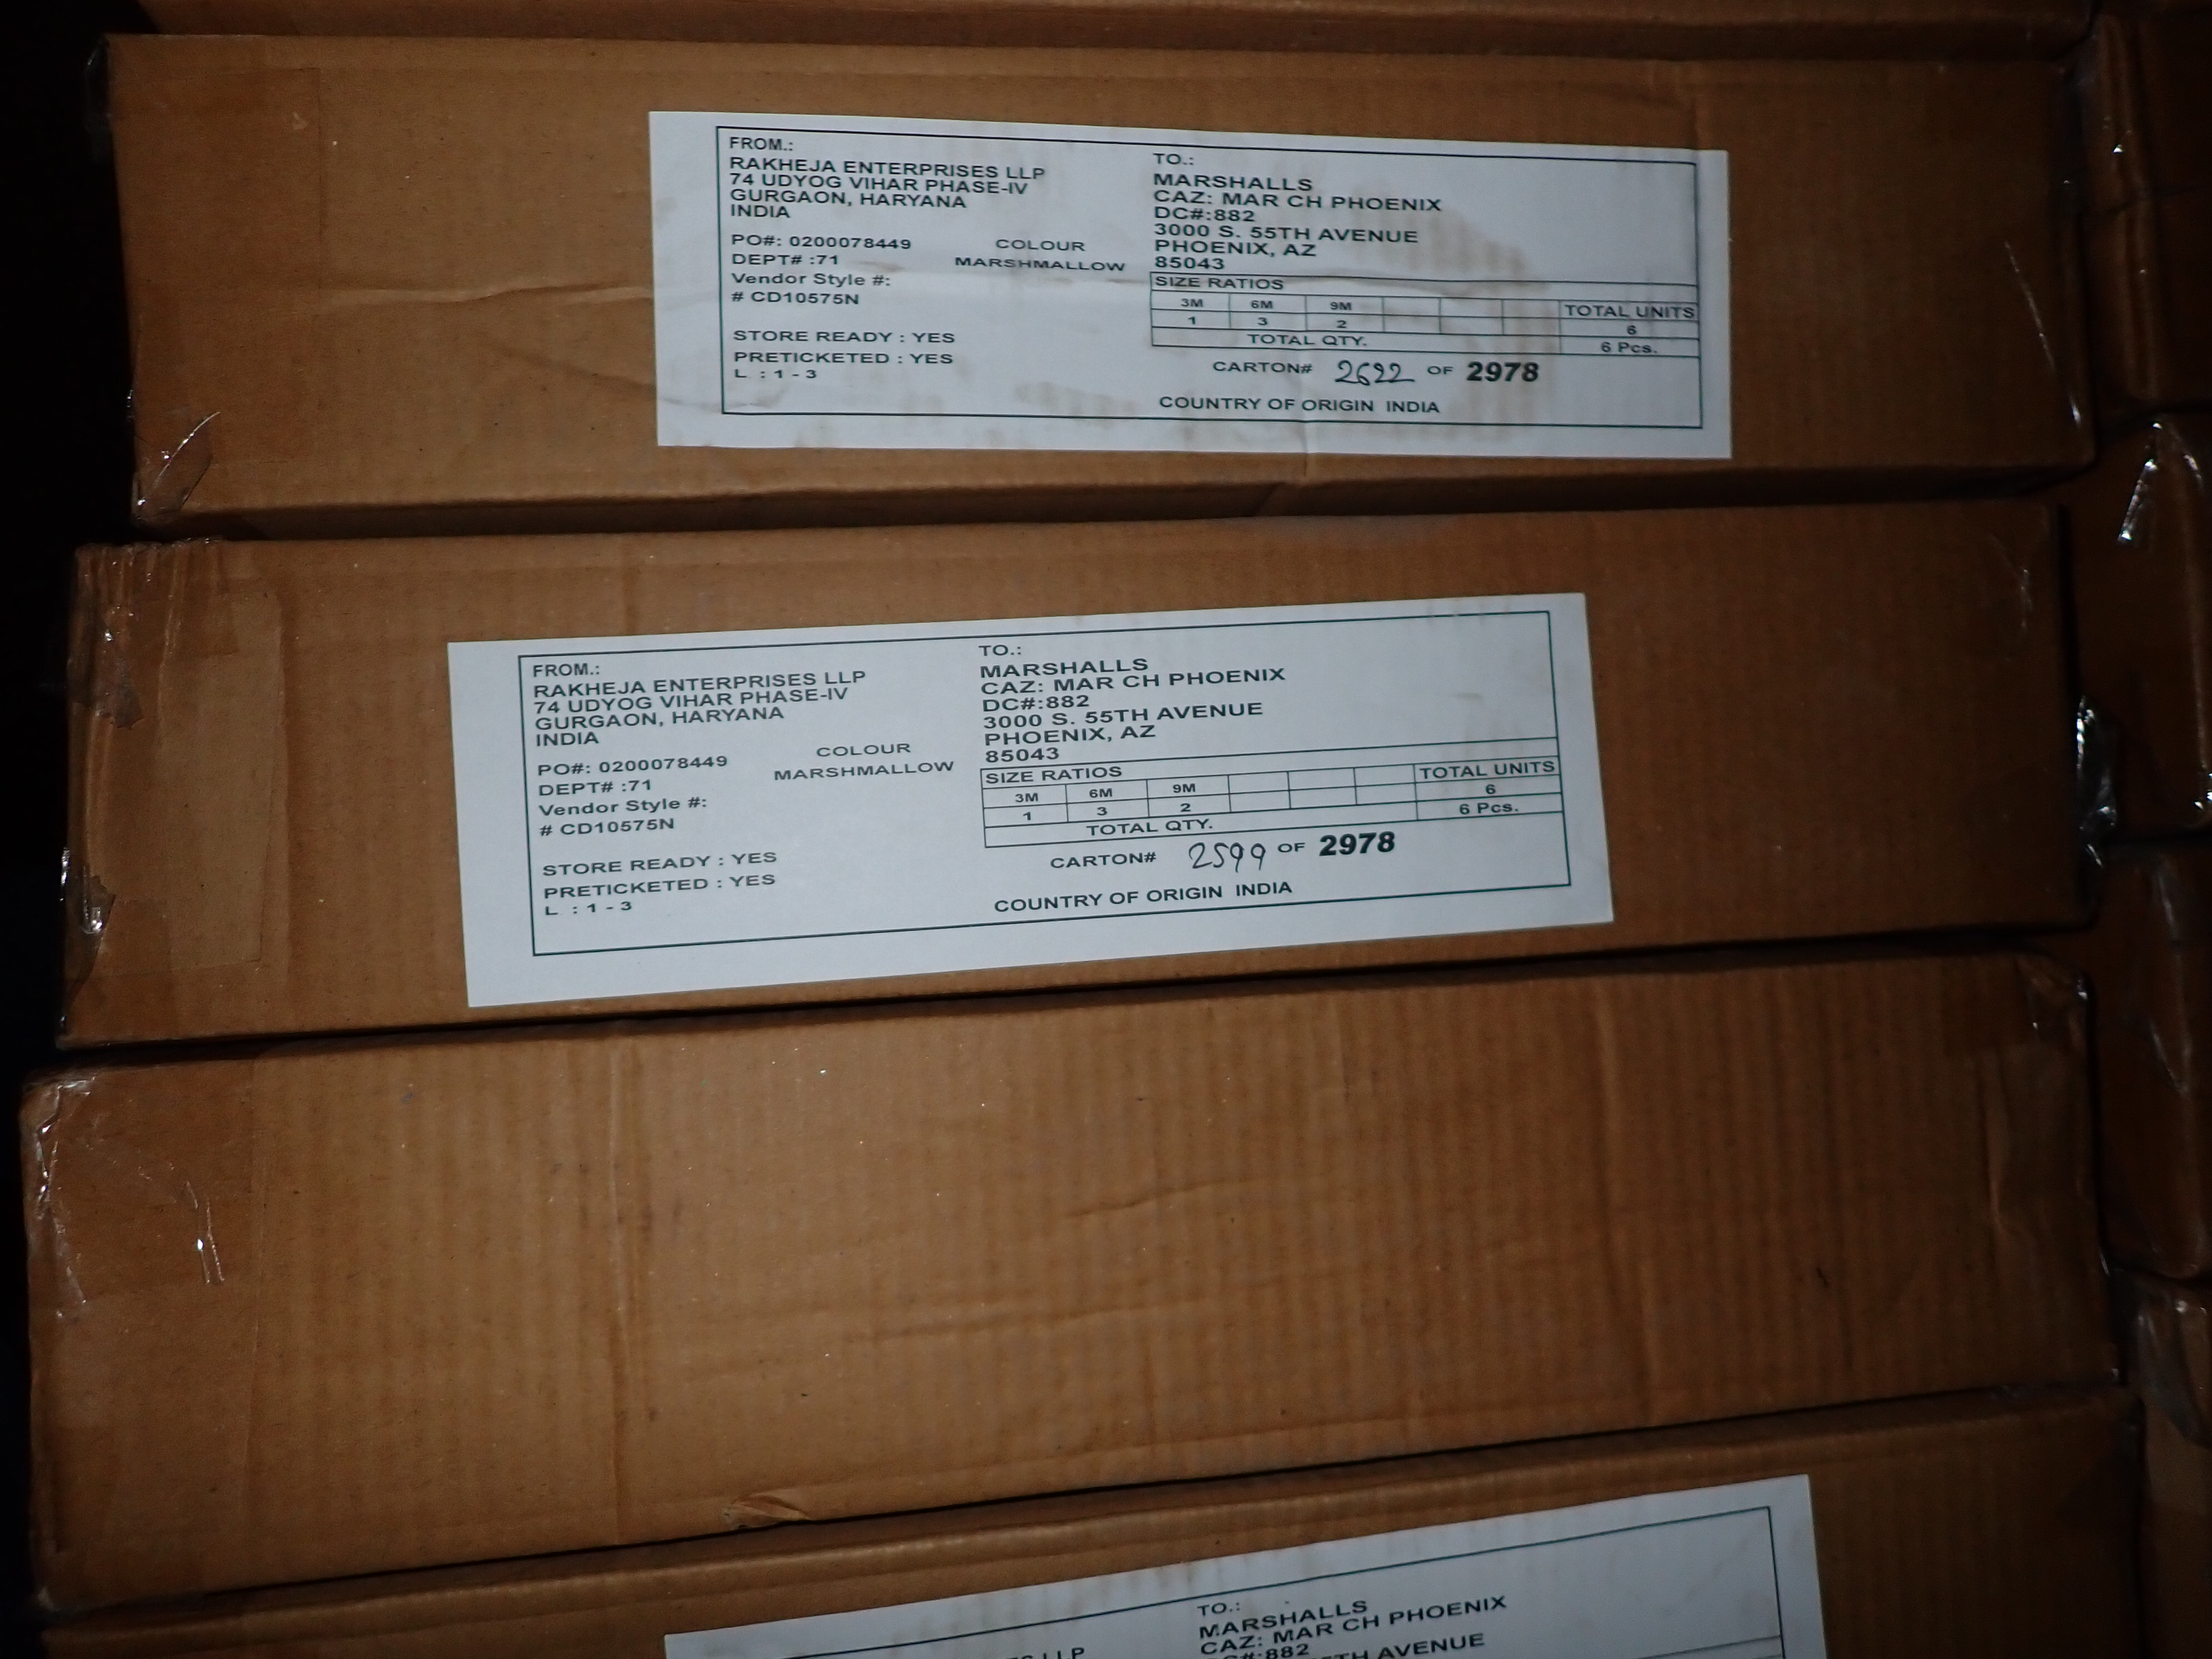 FROM.:
RAKHEJA ENTERPRISES LLP
74 UDYOG VIHAR PHASE-IV
GURGAON, HARYANA
INDIA
PO#: 0200078449
DEPT# :71
Vendor Style #:
# CD10575N
COLOUR
MARSHMALLOW
STORE READY : YES
PRETICKETED : YES
L : 1 - 3
TO.:
MARSHALLS
CAZ: MAR CH PHOENIX
DC#:882
3000 S. 55TH AVENUE
PHOENIX, AZ
85043
SIZE RATIOS
3M 6M 9M TOTAL UNITS
1 3 2 6
TOTAL QTY. 6 Pcs.
CARTON# 2622 OF 2978
COUNTRY OF ORIGIN INDIA
FROM.:
RAKHEJA ENTERPRISES LLP
74 UDYOG VIHAR PHASE-IV
GURGAON, HARYANA
INDIA
PO#: 0200078449
DEPT# :71
Vendor Style #:
# CD10575N
COLOUR
MARSHMALLOW
STORE READY : YES
PRETICKETED : YES
L : 1 - 3
TO.:
MARSHALLS
CAZ: MAR CH PHOENIX
DC#:882
3000 S. 55TH AVENUE
PHOENIX, AZ
85043
SIZE RATIOS
3M 6M 9M TOTAL UNITS
1 3 2 6
TOTAL QTY. 6 Pcs.
CARTON# 2599 OF 2978
COUNTRY OF ORIGIN INDIA
LLP
TO.:
MARSHALLS
CAZ: MAR CH PHOENIX
#:882
TH AVENUE